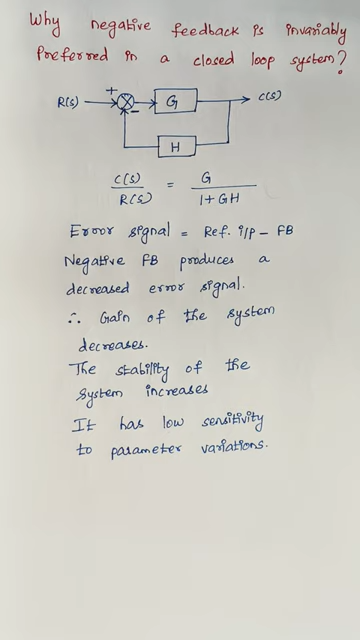 Why negative feedback is invariably
Preferred in a closed loop system?
R(s) + - G C(s)
H
C(s) / R(s) = G / 1+GH
Error signal = Ref. i/p - FB
Negative FB produces a
decreased error signal.
∴ Gain of the system
decreases.
The stability of the
system increases
It has low sensitivity
to parameter variations.